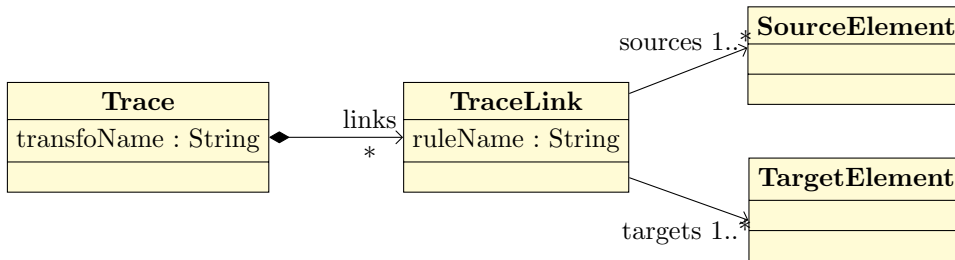 SourceElement
sources 1..*
Trace
transfoName : String
links
*
TraceLink
ruleName : String
TargetElement
targets 1..*